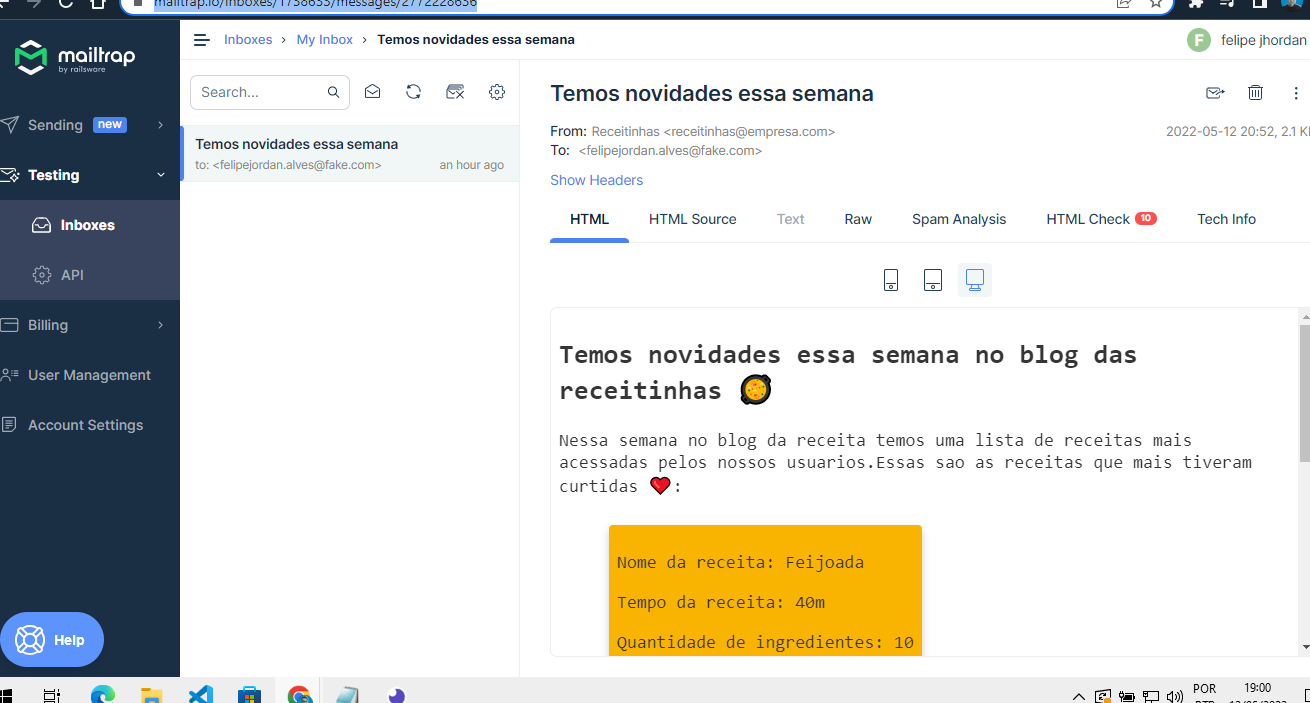 mailtrap.io/inboxes/1738633/messages/2772228636
mailtrap
by railsware
Inboxes › My Inbox › Temos novidades essa semana
F felipe jhordan
Sending new
Testing
Inboxes
API
Billing
User Management
Account Settings
Help
Search...
Temos novidades essa semana
to: <felipejordan.alves@fake.com> an hour ago
Temos novidades essa semana
From: Receitinhas <receitinhas@empresa.com>
2022-05-12 20:52, 2.1 K
To: <felipejordan.alves@fake.com>
Show Headers
HTML HTML Source Text Raw Spam Analysis HTML Check 10 Tech Info
Temos novidades essa semana no blog das
receitinhas 🥘
Nessa semana no blog da receita temos uma lista de receitas mais
acessadas pelos nossos usuarios.Essas sao as receitas que mais tiveram
curtidas ❤️:
Nome da receita: Feijoada
Tempo da receita: 40m
Quantidade de ingredientes: 10
POR
19:00